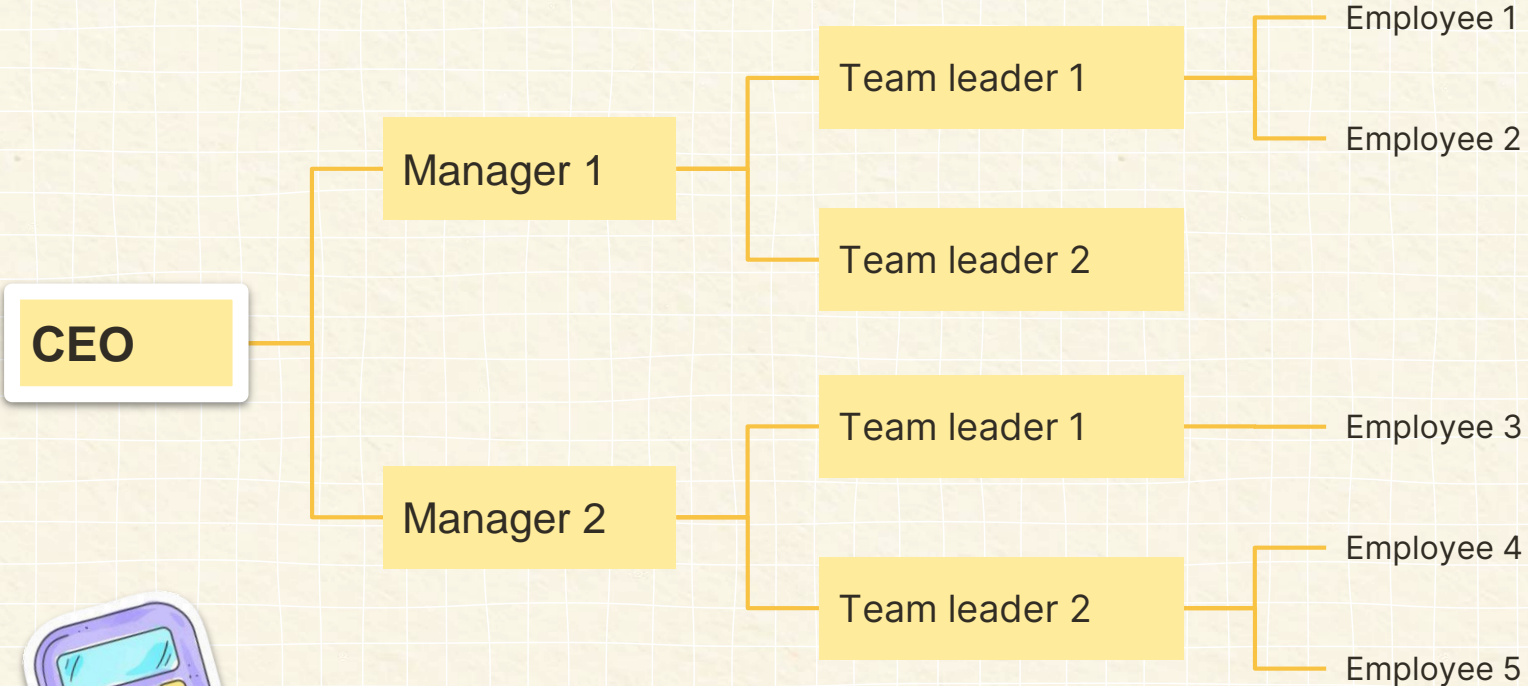 Employee 1
Team leader 1
Employee 2
Manager 1
Team leader 2
CEO
Team leader 1
Employee 3
Manager 2
Employee 4
Team leader 2
Employee 5